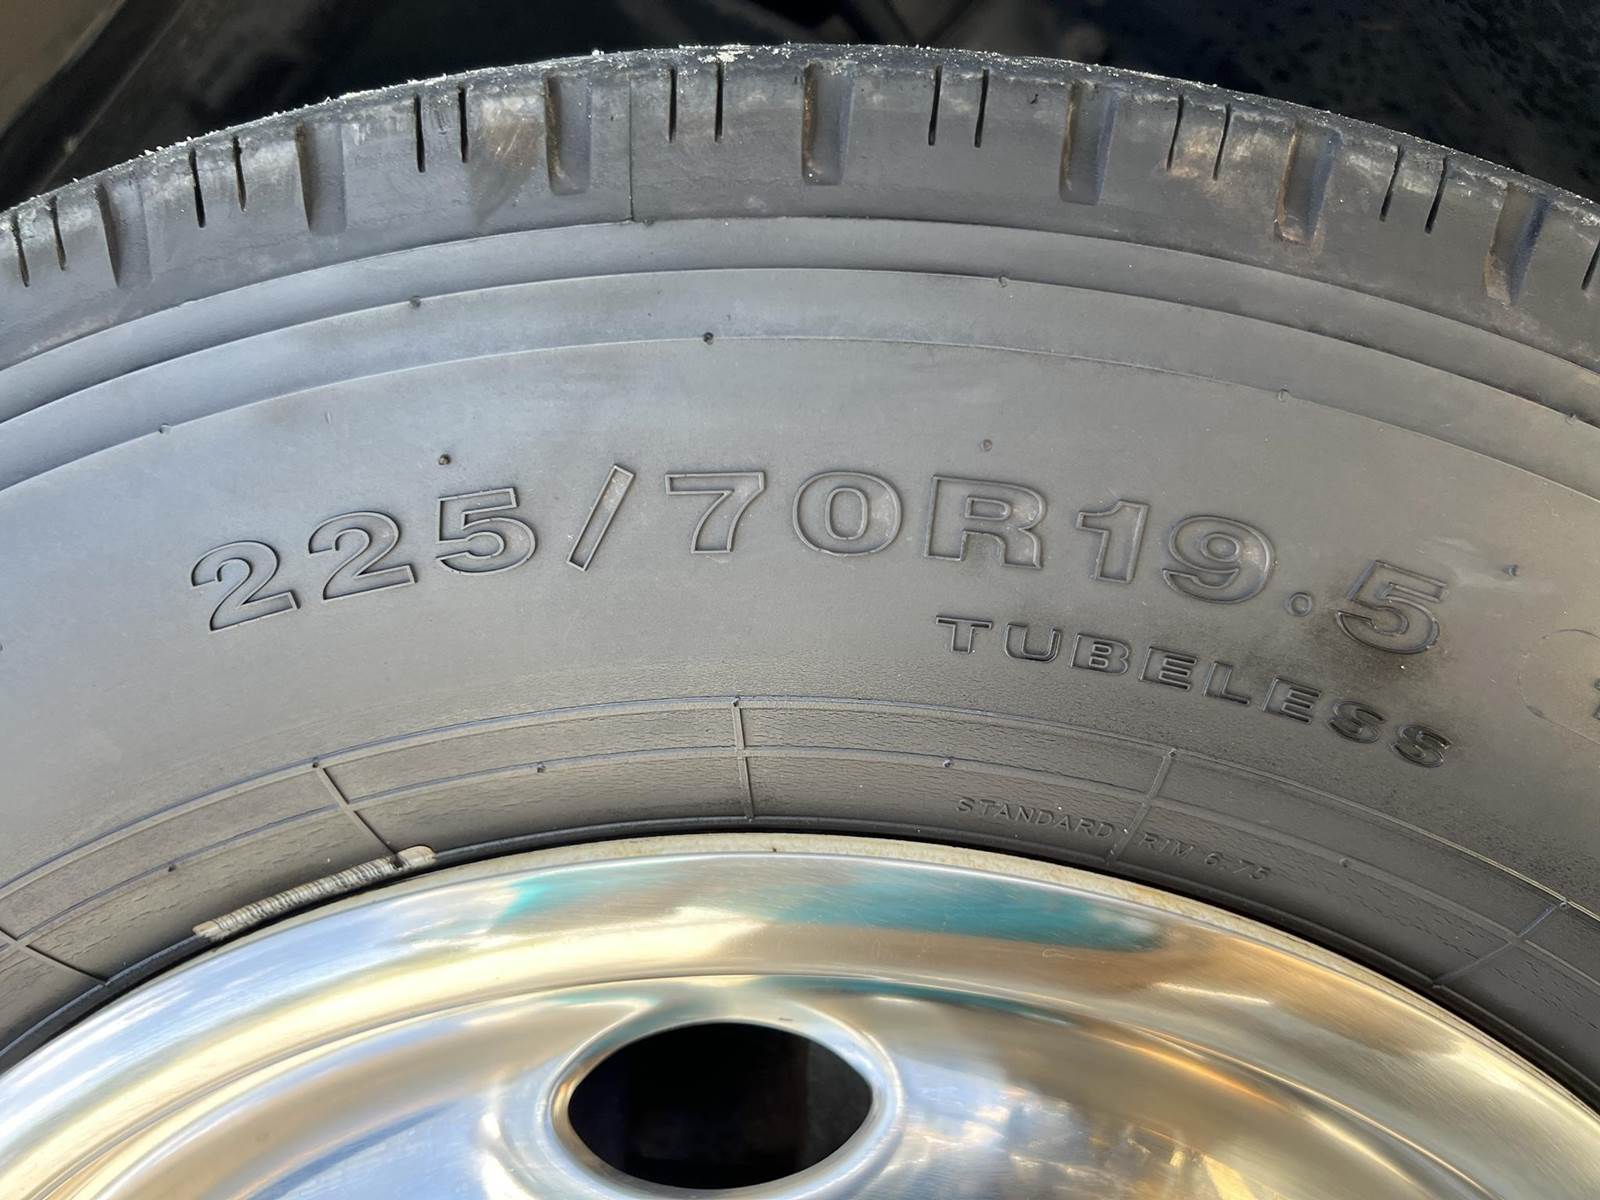 225/70R19.5
TUBELESS
STANDARD RIM 6.75